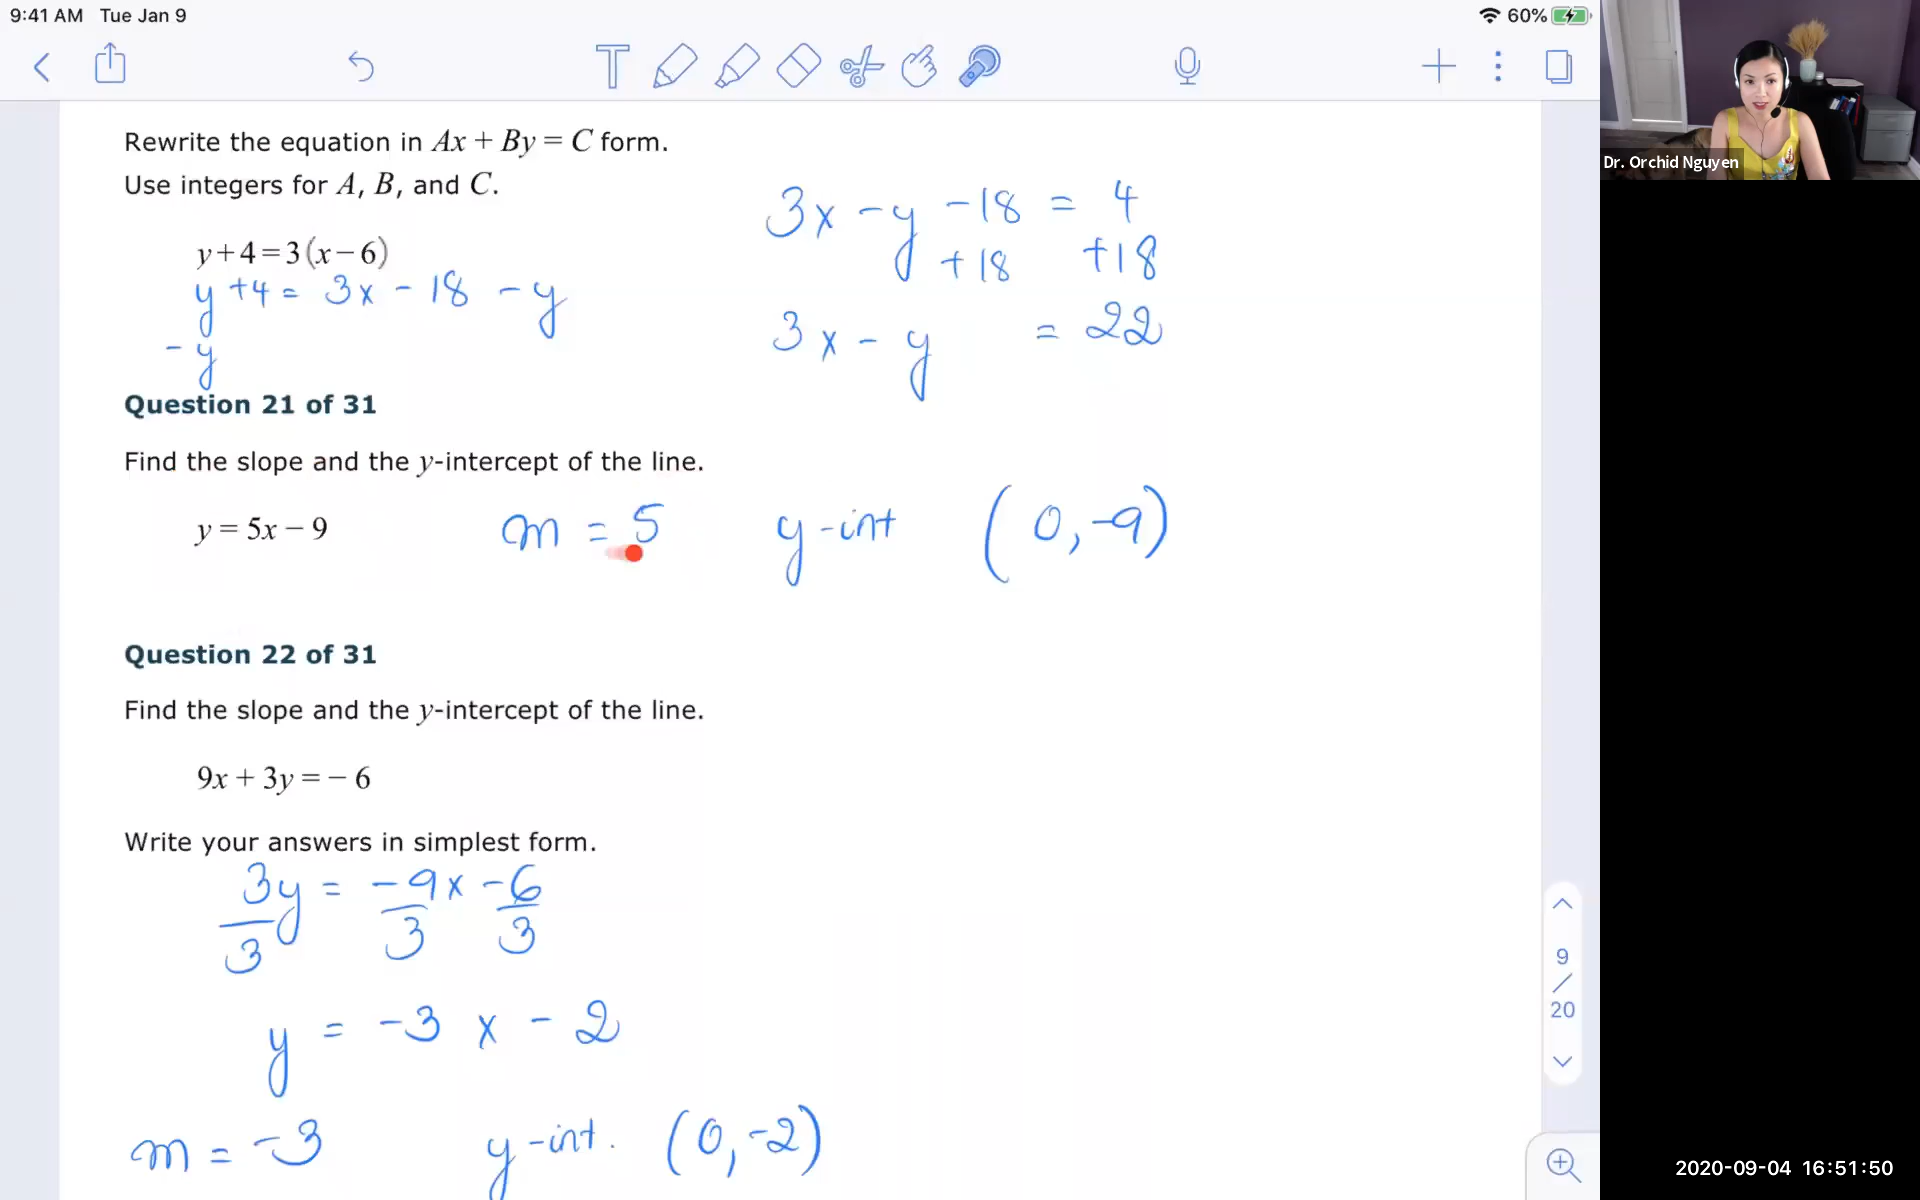 9:41 AM Tue Jan 9
60%
Dr. Orchid Nguyen
Rewrite the equation in Ax + By = C form.
Use integers for A, B, and C.
y + 4 = 3(x − 6)
y + 4 = 3x - 18 - y
- y
3x - y - 18 = 4
+ 18 + 18
3x - y = 22
Question 21 of 31
Find the slope and the y-intercept of the line.
y = 5x − 9
m = 5 y-int (0, -9)
Question 22 of 31
Find the slope and the y-intercept of the line.
9x + 3y = − 6
Write your answers in simplest form.
3y = -9x - 6
3 3 3
y = -3 x - 2
m = -3 y-int. (0, -2)
9
/
20
2020-09-04 16:51:50